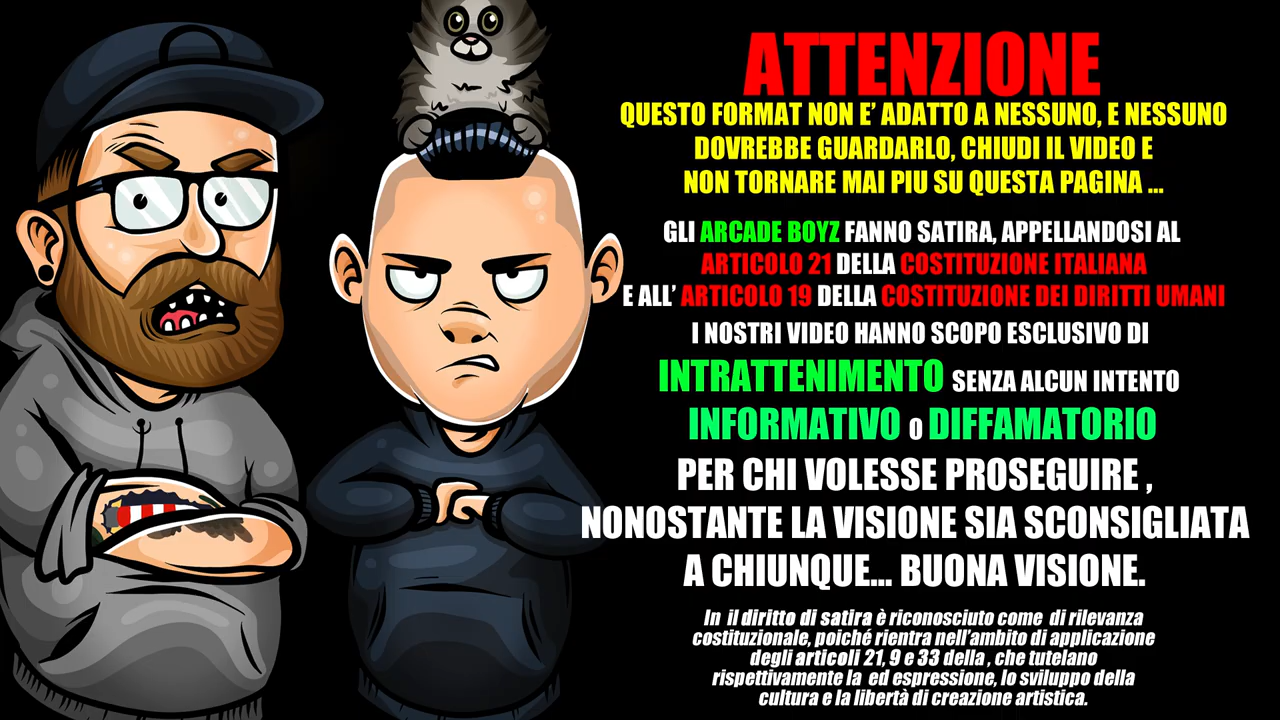 ATTENZIONE
QUESTO FORMAT NON E' ADATTO A NESSUNO, E NESSUNO
DOVREBBE GUARDARLO, CHIUDI IL VIDEO E
NON TORNARE MAI PIU SU QUESTA PAGINA ...
GLI ARCADE BOYZ FANNO SATIRA, APPELLANDOSI AL
ARTICOLO 21 DELLA COSTITUZIONE ITALIANA
E ALL' ARTICOLO 19 DELLA COSTITUZIONE DEI DIRITTI UMANI
I NOSTRI VIDEO HANNO SCOPO ESCLUSIVO DI
INTRATTENIMENTO SENZA ALCUN INTENTO
INFORMATIVO O DIFFAMATORIO
PER CHI VOLESSE PROSEGUIRE ,
NONOSTANTE LA VISIONE SIA SCONSIGLIATA
A CHIUNQUE... BUONA VISIONE.
In il diritto di satira è riconosciuto come di rilevanza
costituzionale, poiché rientra nell'ambito di applicazione
degli articoli 21, 9 e 33 della , che tutelano
rispettivamente la ed espressione, lo sviluppo della
cultura e la libertà di creazione artistica.